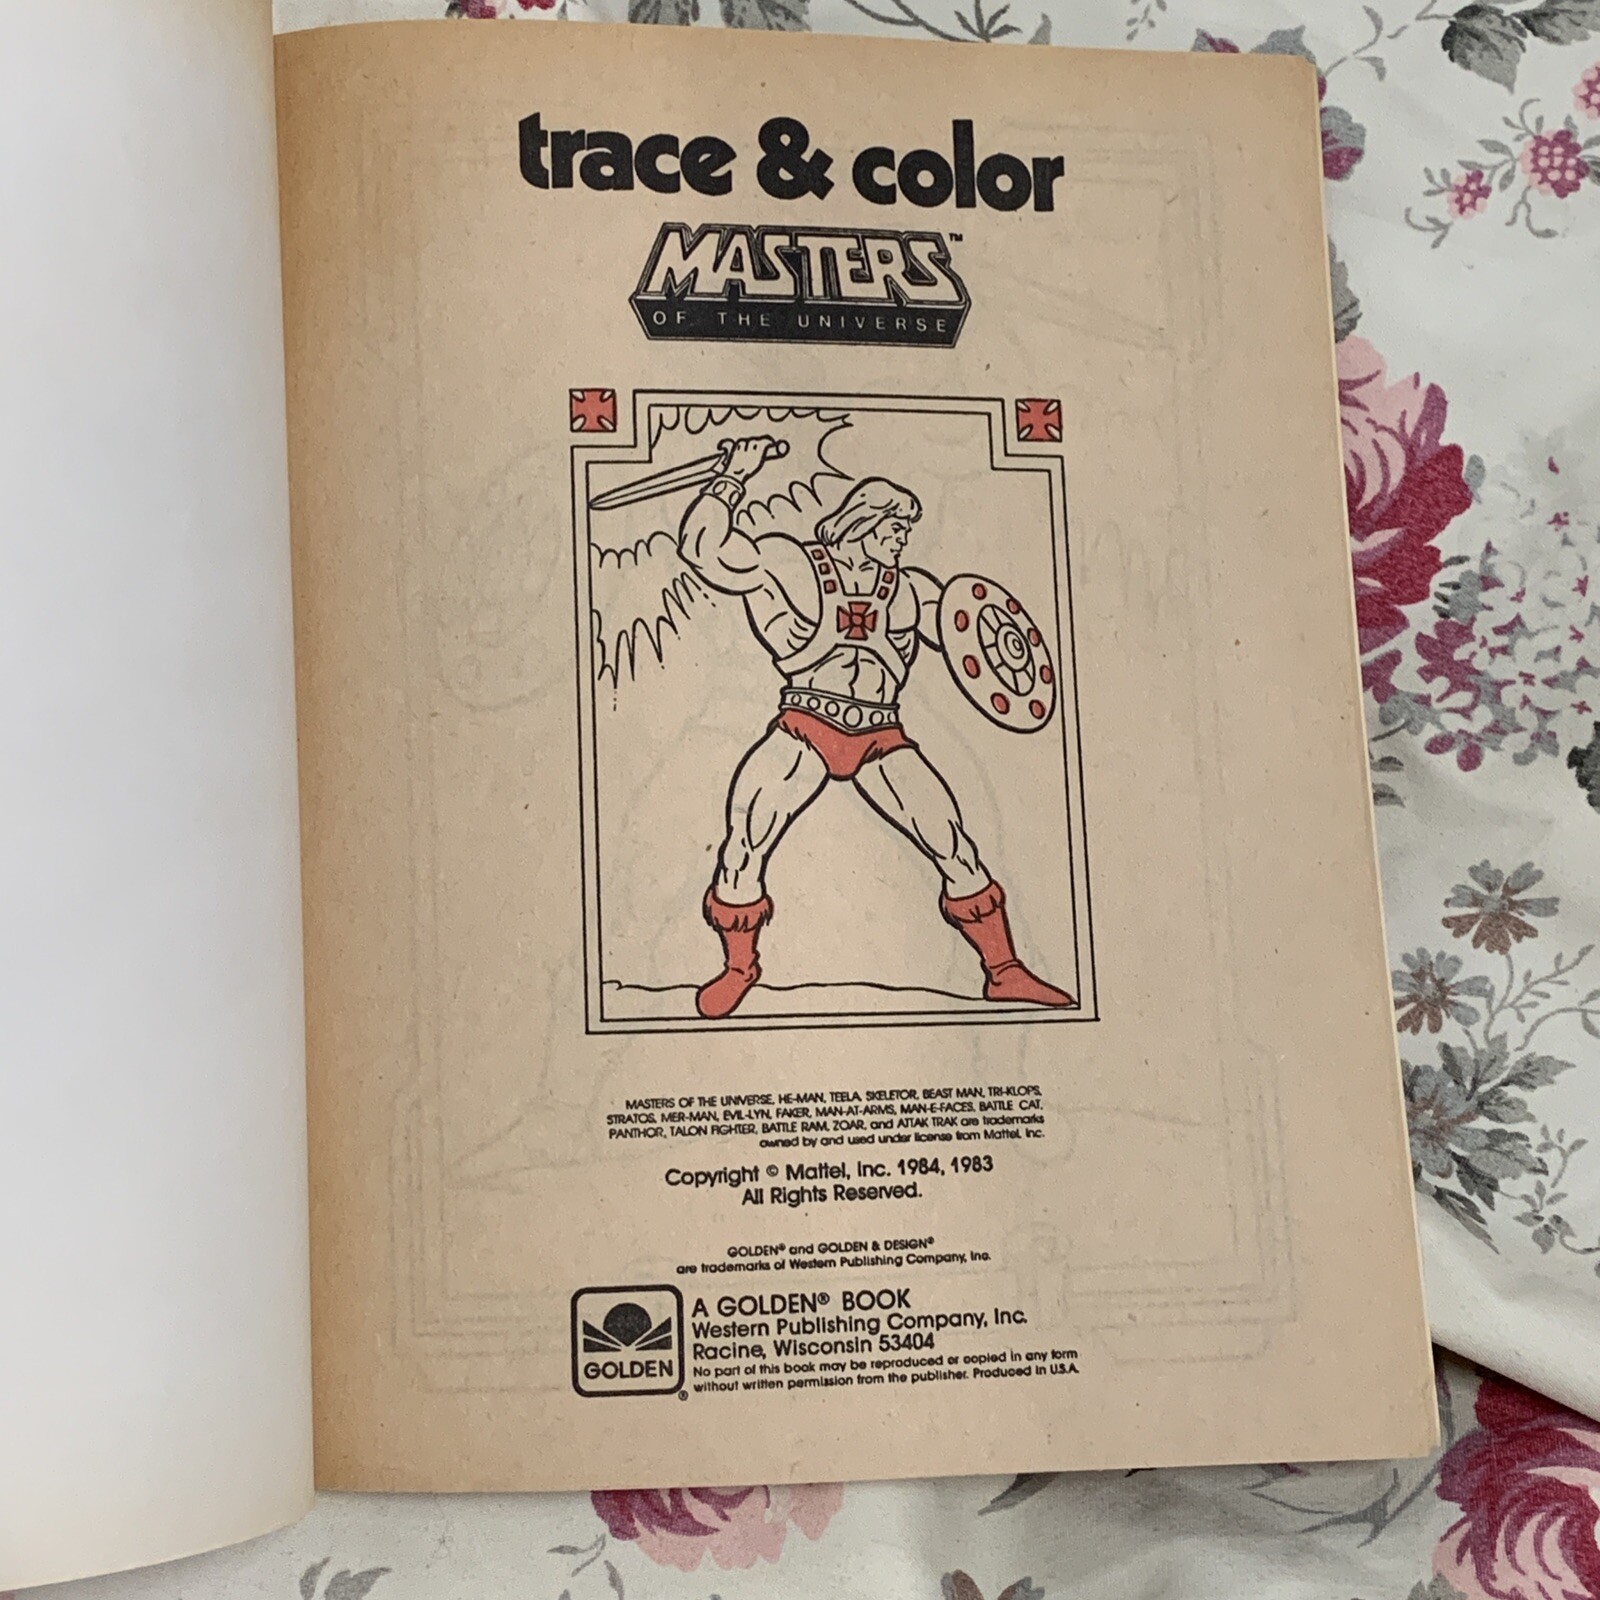 trace & color
MASTERS™
OF THE UNIVERSE
MASTERS OF THE UNIVERSE, HE-MAN, TEELA, SKELETOR, BEAST MAN, TRI-KLOPS,
STRATOS, MER-MAN, EVIL-LYN, FAKER, MAN-AT-ARMS, MAN-E-FACES, BATTLE CAT,
PANTHOR, TALON FIGHTER, BATTLE RAM, ZOAR, and ATTAK TRAK are trademarks
owned by and used under license from Mattel, Inc.
Copyright © Mattel, Inc. 1984, 1983
All Rights Reserved.
GOLDEN® and GOLDEN & DESIGN®
are trademarks of Western Publishing Company, Inc.
GOLDEN®
A GOLDEN® BOOK
Western Publishing Company, Inc.
Racine, Wisconsin 53404
No part of this book may be reproduced or copied in any form
without written permission from the publisher. Produced in U.S.A.